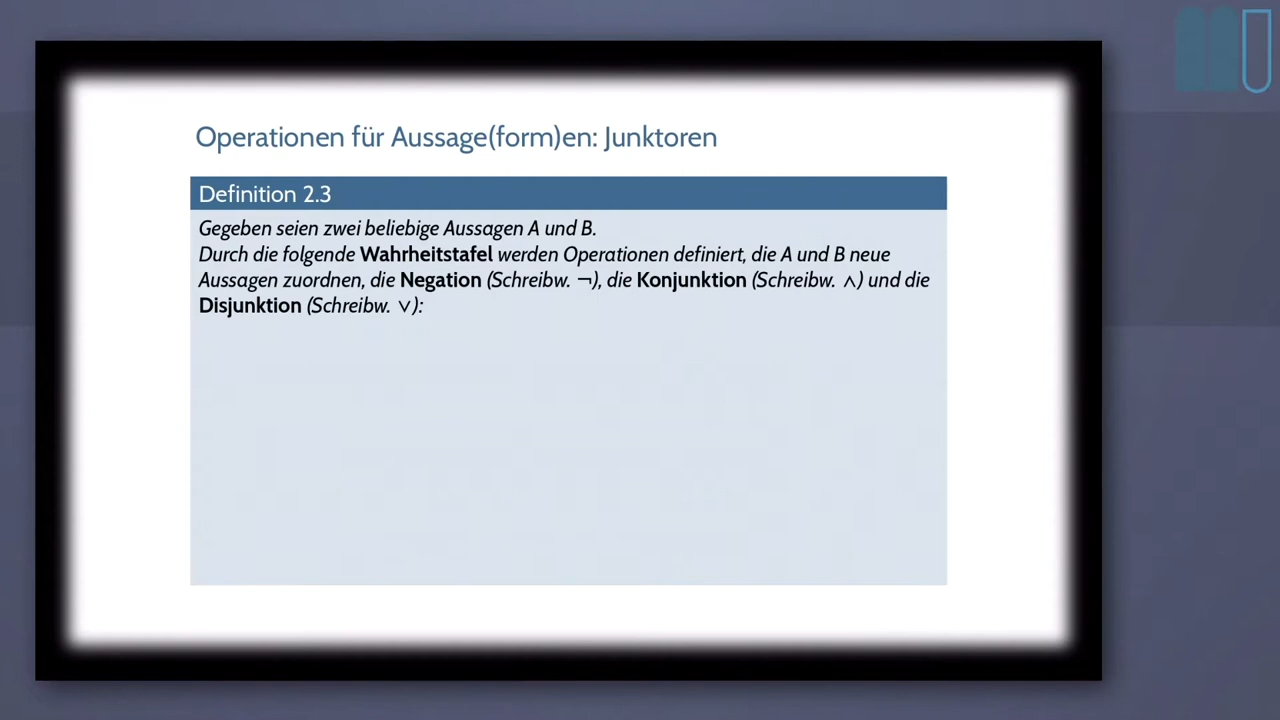 Operationen für Aussage(form)en: Junktoren
Definition 2.3
Gegeben seien zwei beliebige Aussagen A und B.
Durch die folgende Wahrheitstafel werden Operationen definiert, die A und B neue
Aussagen zuordnen, die Negation (Schreibw. ¬), die Konjunktion (Schreibw. ∧) und die
Disjunktion (Schreibw. ∨):